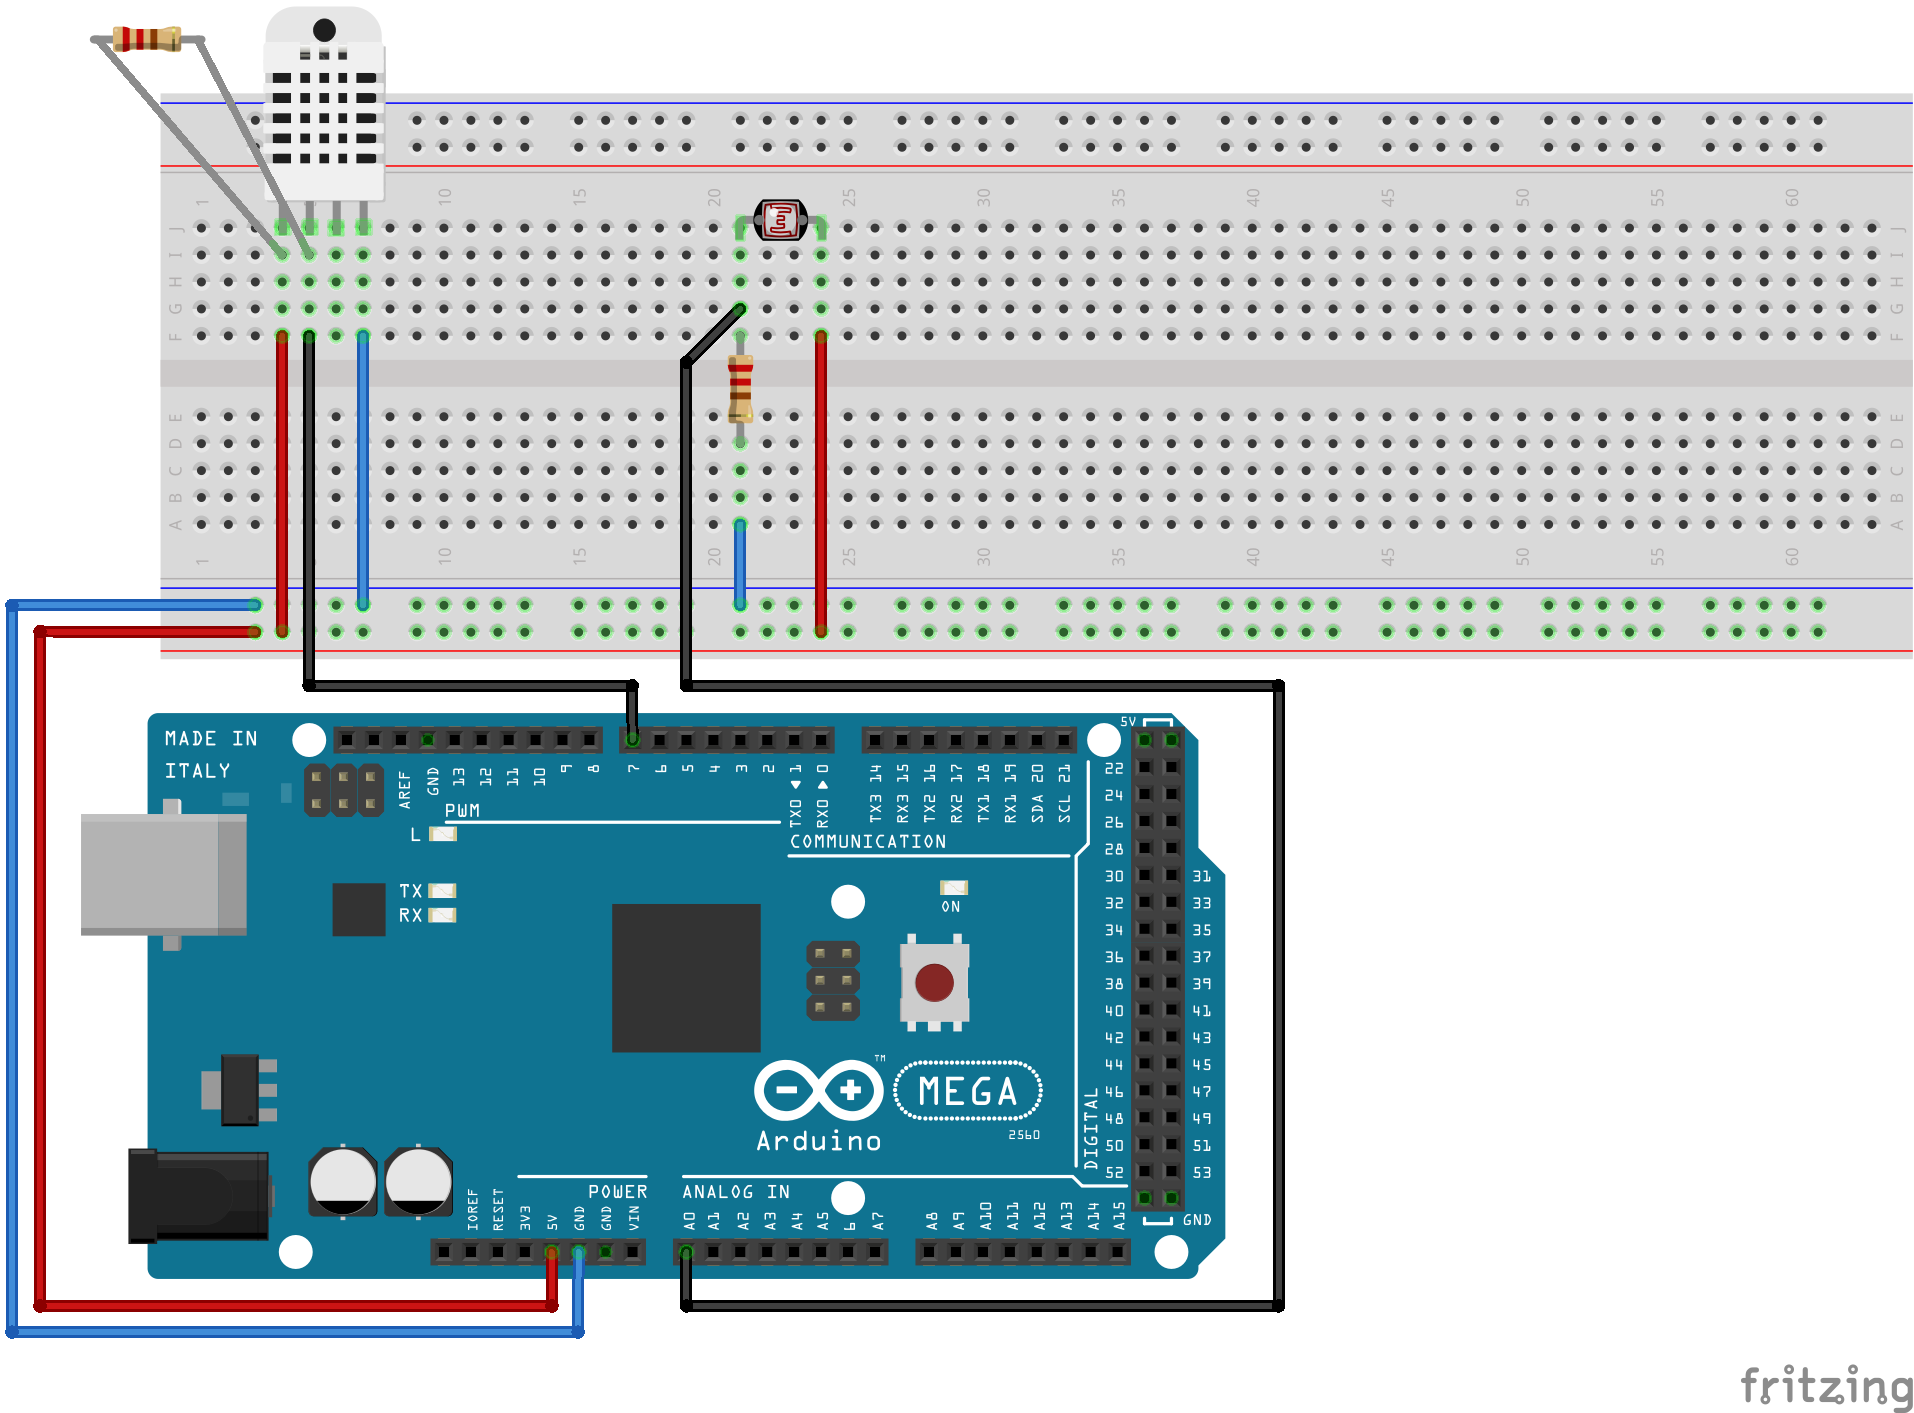 1 5 10 15 20 25 30 35 40 45 50 55 60
J J
I I
H H
G G
F F
E E
D D
C C
B B
A A
1 5 10 15 20 25 30 35 40 45 50 55 60
MADE IN
ITALY
AREF GND 13 12 11 10 9 8 7 6 5 4 3 2 TX0 1 RX0 0 TX3 14 RX3 15 TX2 16 RX2 17 TX1 18 RX1 19 SDA 20 SCL 21
5V
PWM
L
COMMUNICATION
TX
RX
ON
22
24
26
28
30 31
32 33
34 35
36 37
38 39
40 41
42 43
44 45
46 47
48 49
50 51
52 53
DIGITAL
GND
TM
MEGA
2560
Arduino
POWER
ANALOG IN
IOREF RESET 3V3 5V GND GND VIN A0 A1 A2 A3 A4 A5 6 A7 A8 A9 A10 A11 A12 A13 A14 A15
fritzing